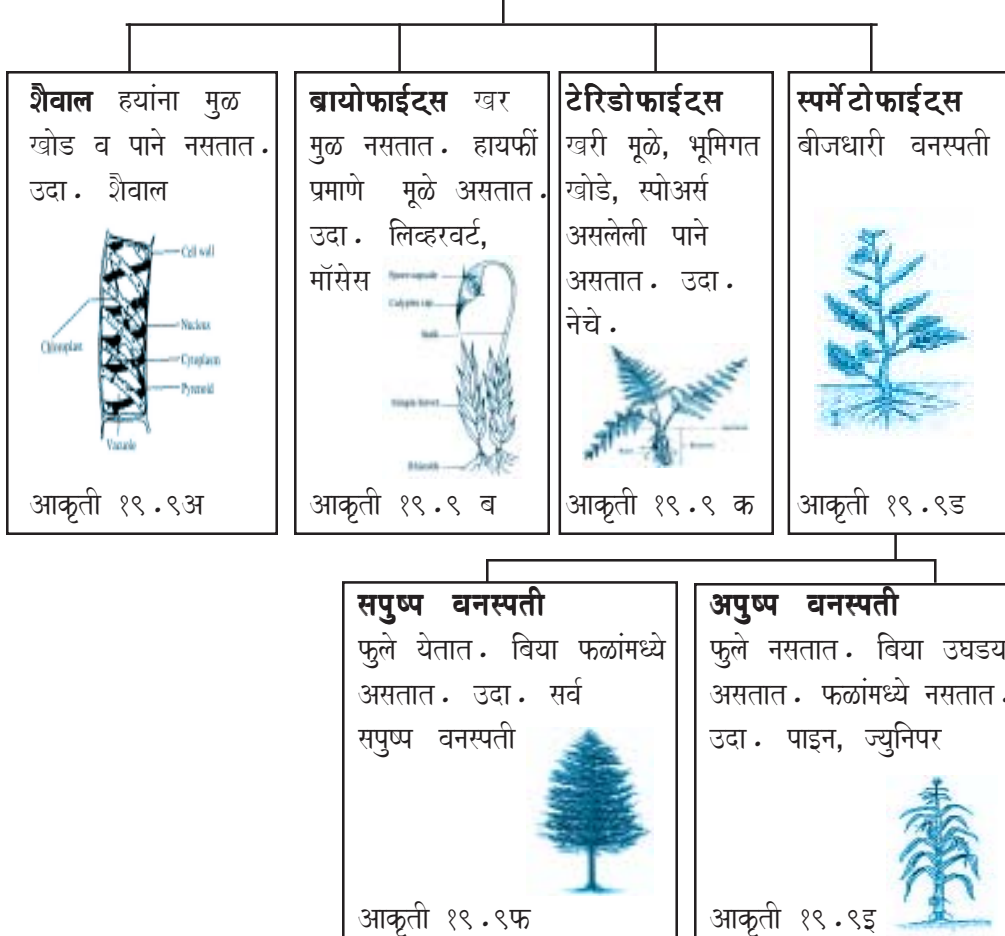 शैवाल हयांना मुळ
खोड व पाने नसतात.
उदा. शैवाल
Cell wall
Chloroplast
Nucleus
Cytoplasm
Pyrenoid
Vacuole
आकृती १९.९अ
ब्रायोफाईट्स खर
मुळ नसतात. हायफीं
प्रमाणे मूळे असतात.
उदा. लिव्हरवर्ट,
मॉसेस
आकृती १९.९ ब
टेरिडोफाईट्स
खरी मूळे, भूमिगत
खोडे, स्पोअर्स
असलेली पाने
असतात. उदा.
नेचे.
आकृती १९.९ क
स्पर्मेटोफाईट्स
बीजधारी वनस्पती
आकृती १९.९ड
सपुष्प वनस्पती
फुले येतात. बिया फळांमध्ये
असतात. उदा. सर्व
सपुष्प वनस्पती
आकृती १९.९फ
अपुष्प वनस्पती
फुले नसतात. बिया उघडय
असतात. फळांमध्ये नसतात.
उदा. पाइन, ज्युनिपर
आकृती १९.९इ